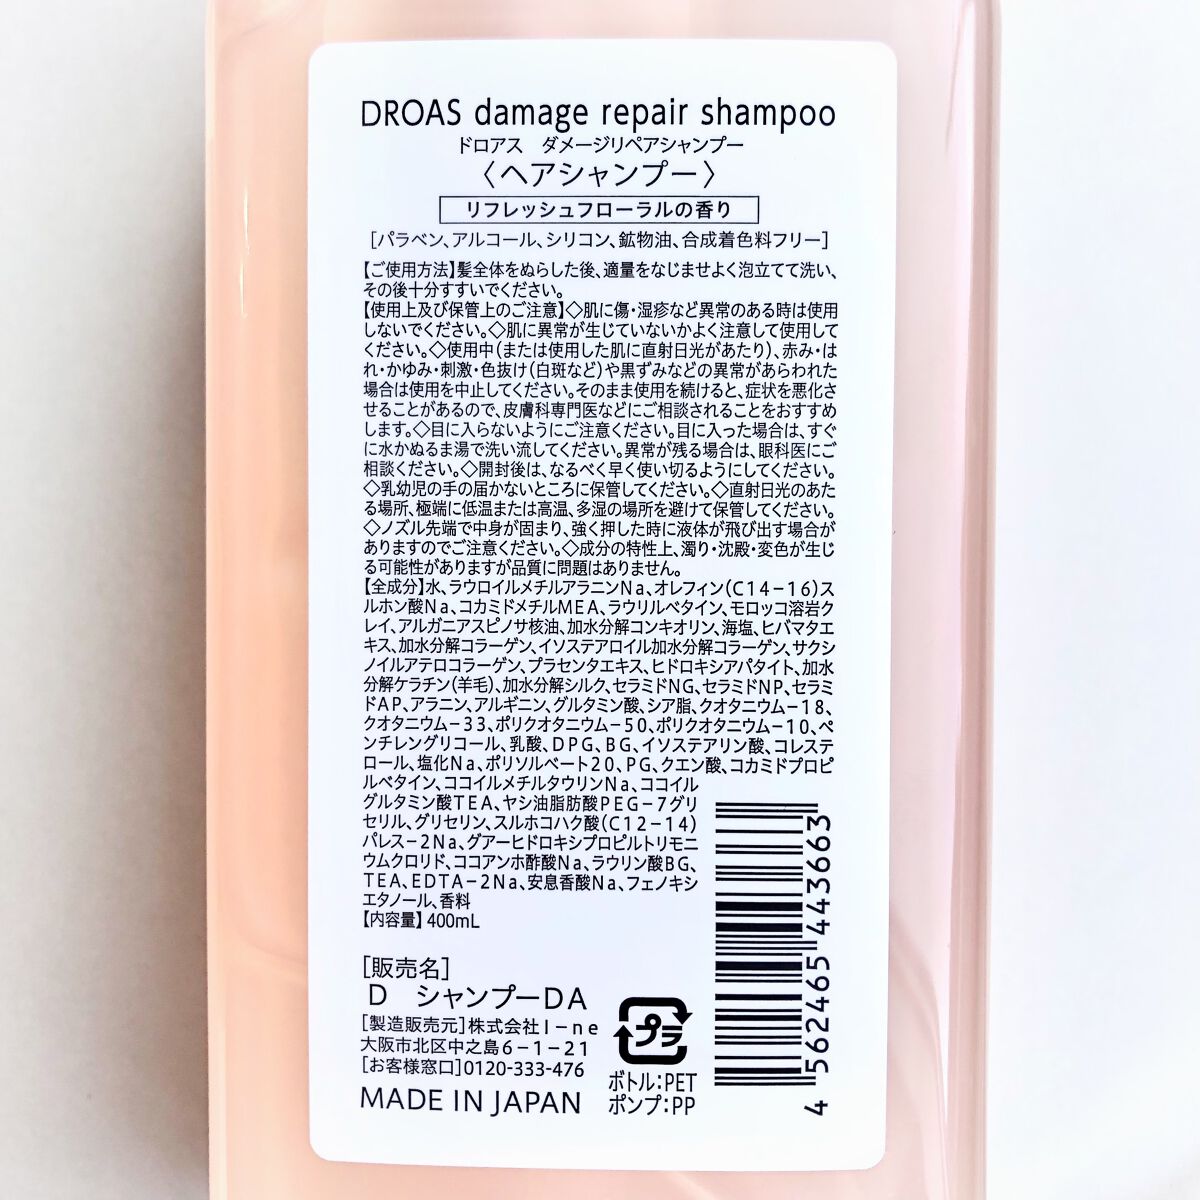 DROAS damage repair shampoo
ドロアス ダメージリペアシャンプー
〈ヘアシャンプー〉
リフレッシュフローラルの香り
[パラベン、アルコール、シリコン、鉱物油、合成着色料フリー]
【ご使用方法】髪全体をぬらした後、適量をなじませよく泡立てて洗い、
その後十分すすいでください。
【使用上及び保管上のご注意】◇肌に傷・湿疹など異常のある時は使用
しないでください。◇肌に異常が生じていないかよく注意して使用して
ください。◇使用中(または使用した肌に直射日光があたり)、赤み・は
れ・かゆみ・刺激・色抜け(白斑など)や黒ずみなどの異常があらわれた
場合は使用を中止してください。そのまま使用を続けると、症状を悪化さ
せることがあるので、皮膚科専門医などにご相談されることをおすすめ
します。◇目に入らないようにご注意ください。目に入った場合は、すぐ
に水かぬるま湯で洗い流してください。異常が残る場合は、眼科医にご
相談ください。◇開封後は、なるべく早く使い切るようにしてください。
◇乳幼児の手の届かないところに保管してください。◇直射日光のあた
る場所、極端に低温または高温、多湿の場所を避けて保管してください。
◇ノズル先端で中身が固まり、強く押した時に液体が飛び出す場合が
ありますのでご注意ください。◇成分の特性上、濁り・沈殿・変色が生じ
る可能性がありますが品質に問題はありません。
【全成分】水、ラウロイルメチルアラニンNa、オレフィン(C14-16)ス
ルホン酸Na、コカミドメチルMEA、ラウリルベタイン、モロッコ溶岩ク
レイ、アルガニアスピノサ核油、加水分解コンキオリン、海塩、ヒバマタエ
キス、加水分解コラーゲン、イソステアロイル加水分解コラーゲン、サクシ
ノイルアテロコラーゲン、プラセンタエキス、ヒドロキシアパタイト、加水
分解ケラチン(羊毛)、加水分解シルク、セラミドNG、セラミドNP、セラミ
ドAP、アラニン、アルギニン、グルタミン酸、シア脂、クオタニウム-18、
クオタニウム-33、ポリクオタニウム-50、ポリクオタニウム-10、ペ
ンチレングリコール、乳酸、DPG、BG、イソステアリン酸、コレステ
ロール、塩化Na、ポリソルベート20、PG、クエン酸、コカミドプロピ
ルベタイン、ココイルメチルタウリンNa、ココイル
グルタミン酸TEA、ヤシ油脂肪酸PEG-7グリ
セリル、グリセリン、スルホコハク酸(C12-14)
パレス-2Na、グアーヒドロキシプロピルトリモニ
ウムクロリド、ココアンホ酢酸Na、ラウリン酸BG、
TEA、EDTA-2Na、安息香酸Na、フェノキシ
エタノール、香料
【内容量】400mL
[販売名]
D シャンプーDA
[製造販売元]株式会社I-ne
大阪市北区中之島6-1-21
[お客様窓口]0120-333-476
MADE IN JAPAN
プラ
ボトル:PET
ポンプ:PP
4 562465 443663